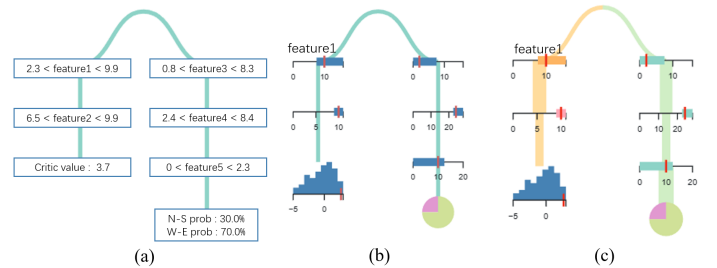 2.3 < feature1 < 9.9
0.8 < feature3 < 8.3
6.5 < feature2 < 9.9
2.4 < feature4 < 8.4
Critic value : 3.7
0 < feature5 < 2.3
N-S prob : 30.0%
W-E prob : 70.0%
(a)
feature1
0 10
0 10
0 5 10
0 10 20
0 10 20
−5 0
(b)
feature1
0 10
0 10
0 5 10
0 10 20
0 10 20
−5 0
(c)